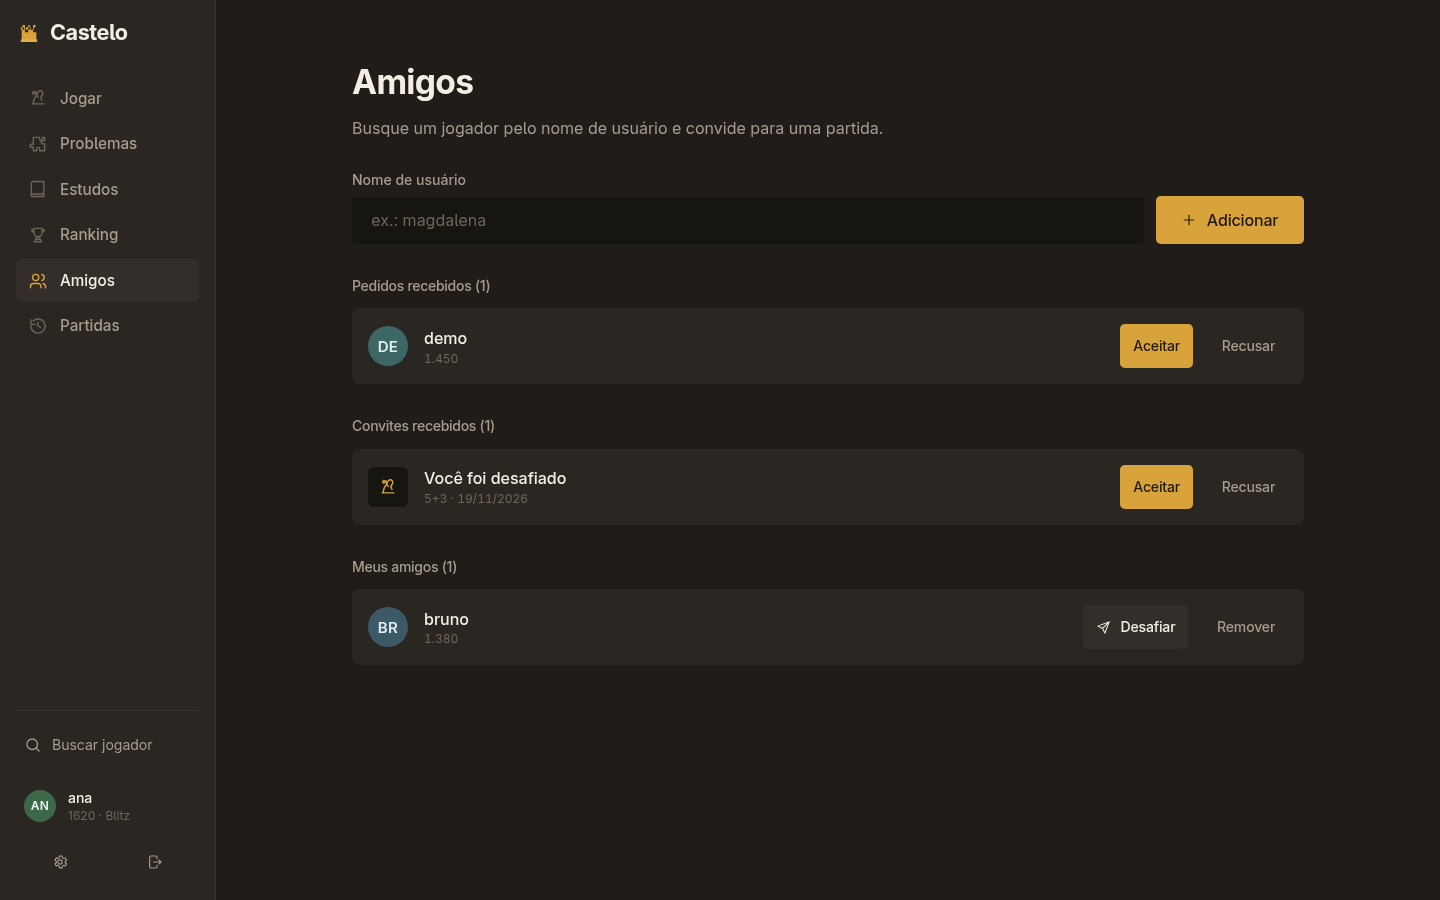 Castelo
Jogar
Problemas
Estudos
Ranking
Amigos
Partidas
Buscar jogador
AN
ana
1620 · Blitz
Amigos
Busque um jogador pelo nome de usuário e convide para uma partida.
Nome de usuário
ex.: magdalena
Adicionar
Pedidos recebidos (1)
DE
demo
1.450
Aceitar
Recusar
Convites recebidos (1)
Você foi desafiado
5+3 · 19/11/2026
Aceitar
Recusar
Meus amigos (1)
BR
bruno
1.380
Desafiar
Remover